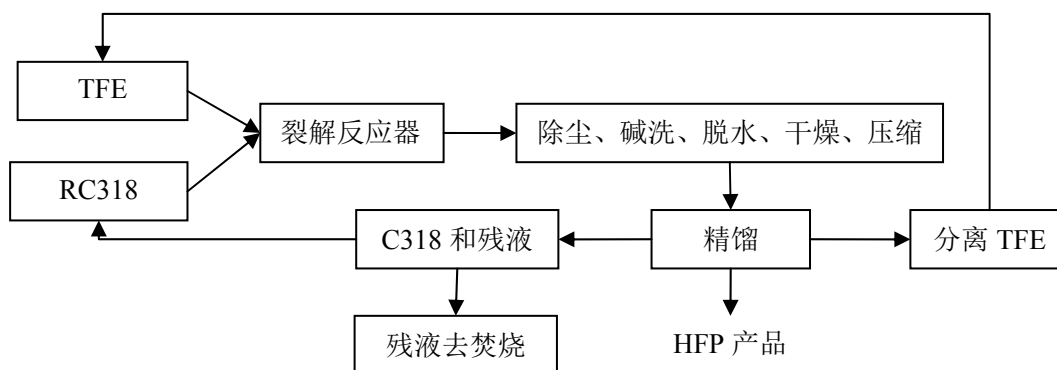 TFE
裂解反应器
除尘、碱洗、脱水、干燥、压缩
RC318
C318 和残液
精馏
分离 TFE
残液去焚烧
HFP 产品